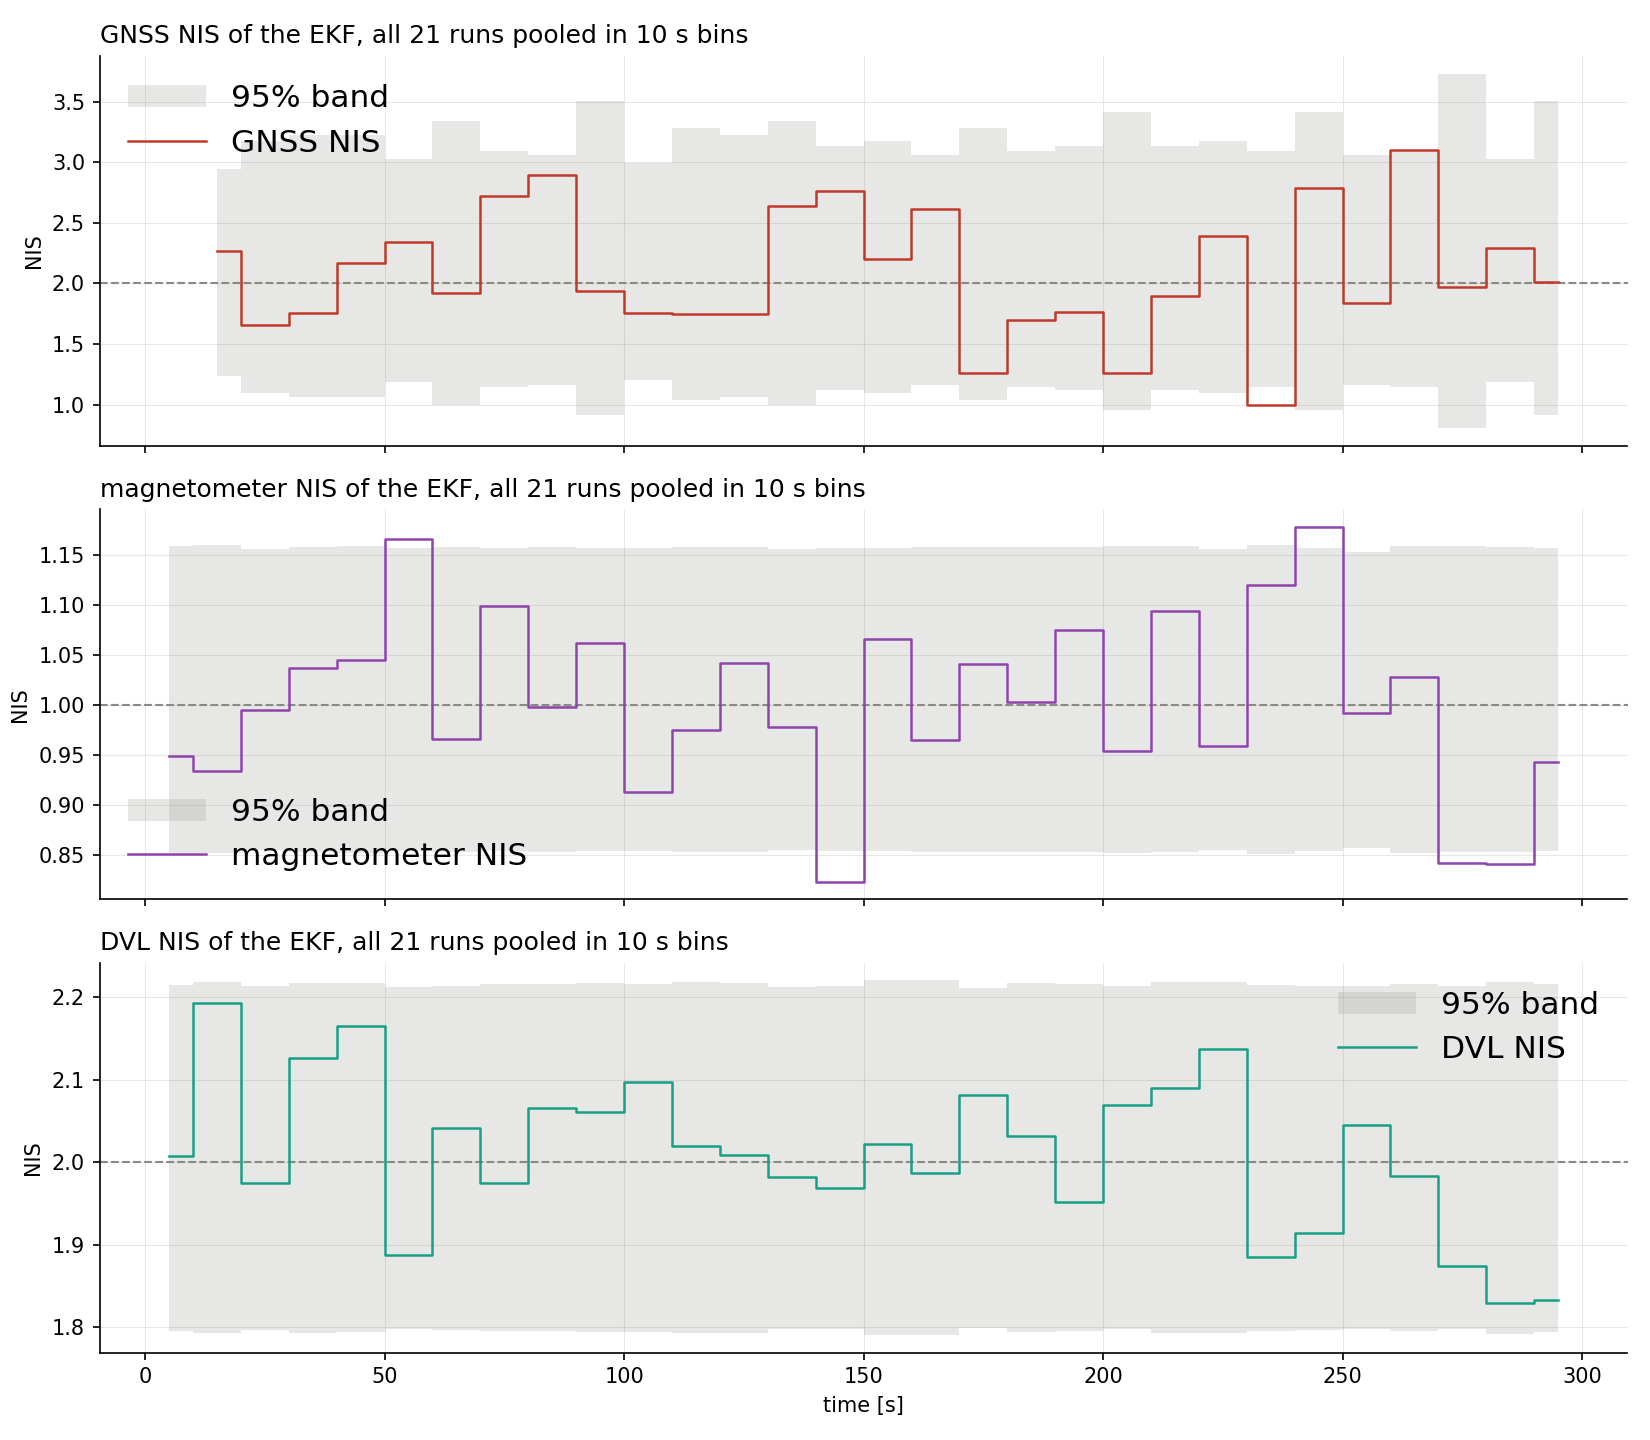 GNSS NIS of the EKF, all 21 runs pooled in 10 s bins
95% band
GNSS NIS
NIS
3.5
3.0
2.5
2.0
1.5
1.0
magnetometer NIS of the EKF, all 21 runs pooled in 10 s bins
NIS
1.15
1.10
1.05
1.00
0.95
0.90
0.85
95% band
magnetometer NIS
DVL NIS of the EKF, all 21 runs pooled in 10 s bins
95% band
DVL NIS
NIS
2.2
2.1
2.0
1.9
1.8
0 50 100 150 200 250 300
time [s]